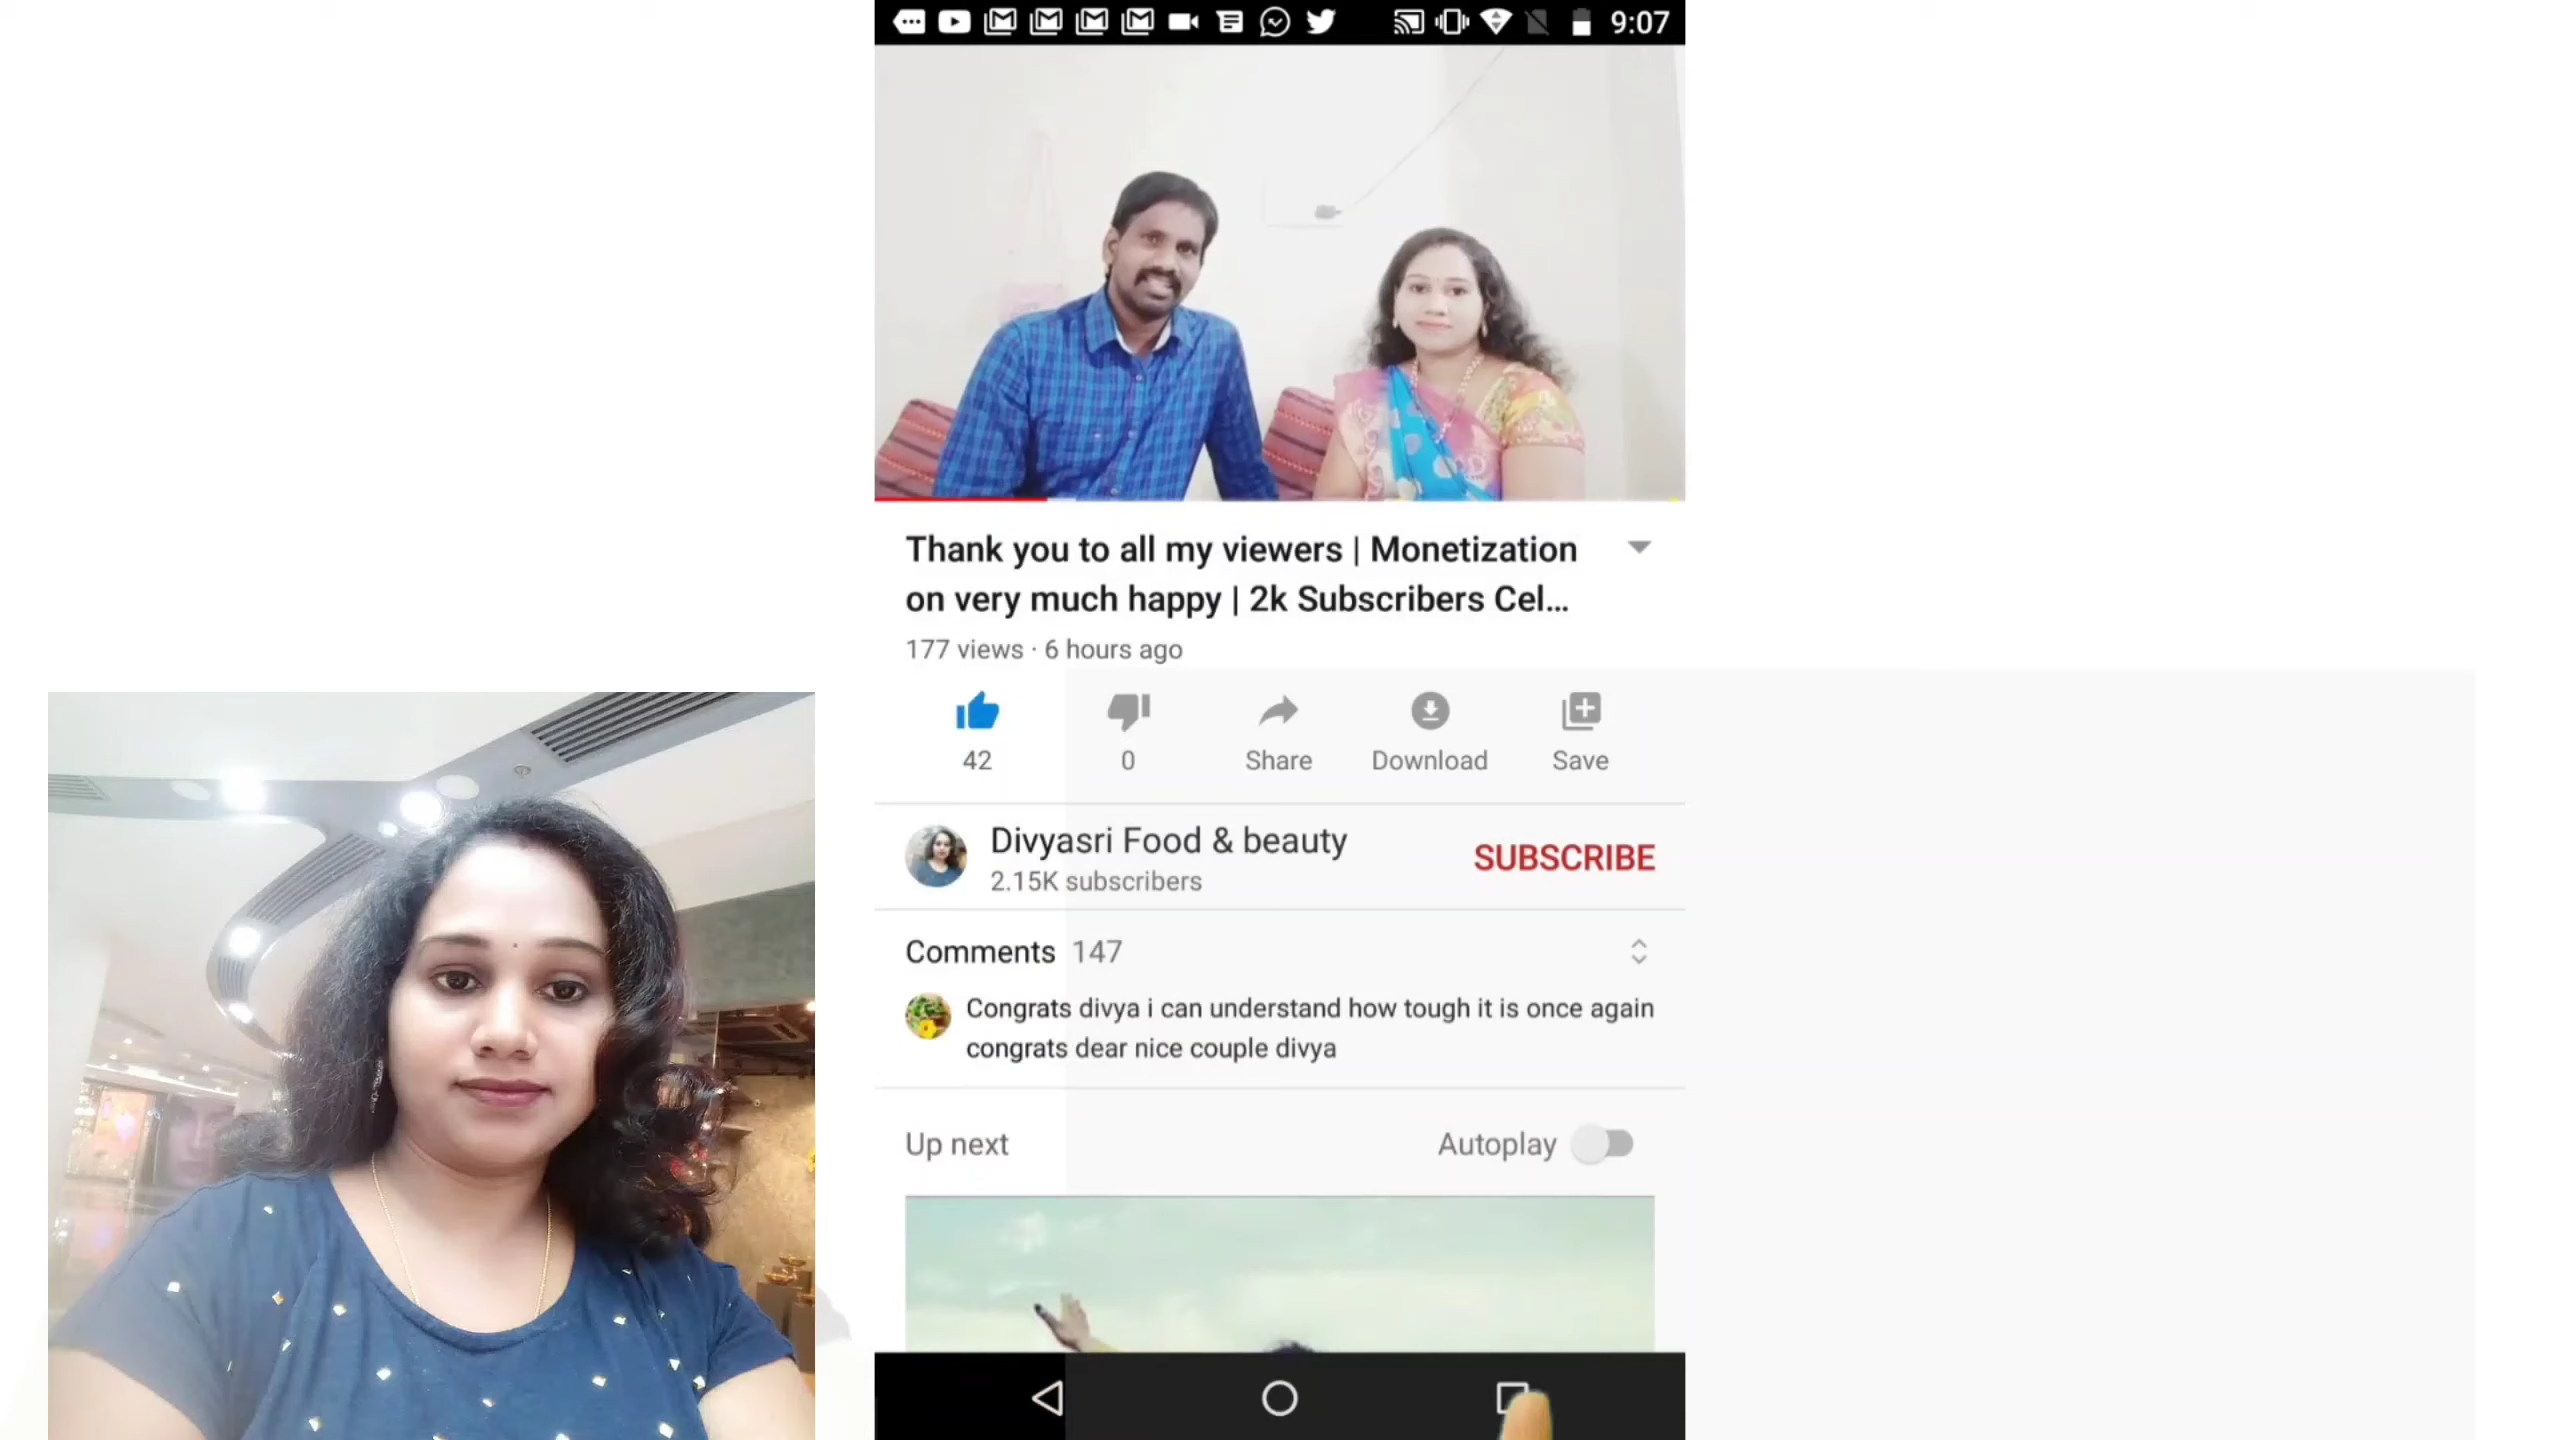 9:07
Thank you to all my viewers | Monetization
on very much happy | 2k Subscribers Cel...
177 views · 6 hours ago
42
0
Share
Download
Save
Divyasri Food & beauty
2.15K subscribers
SUBSCRIBE
Comments 147
Congrats divya i can understand how tough it is once again
congrats dear nice couple divya
Up next
Autoplay